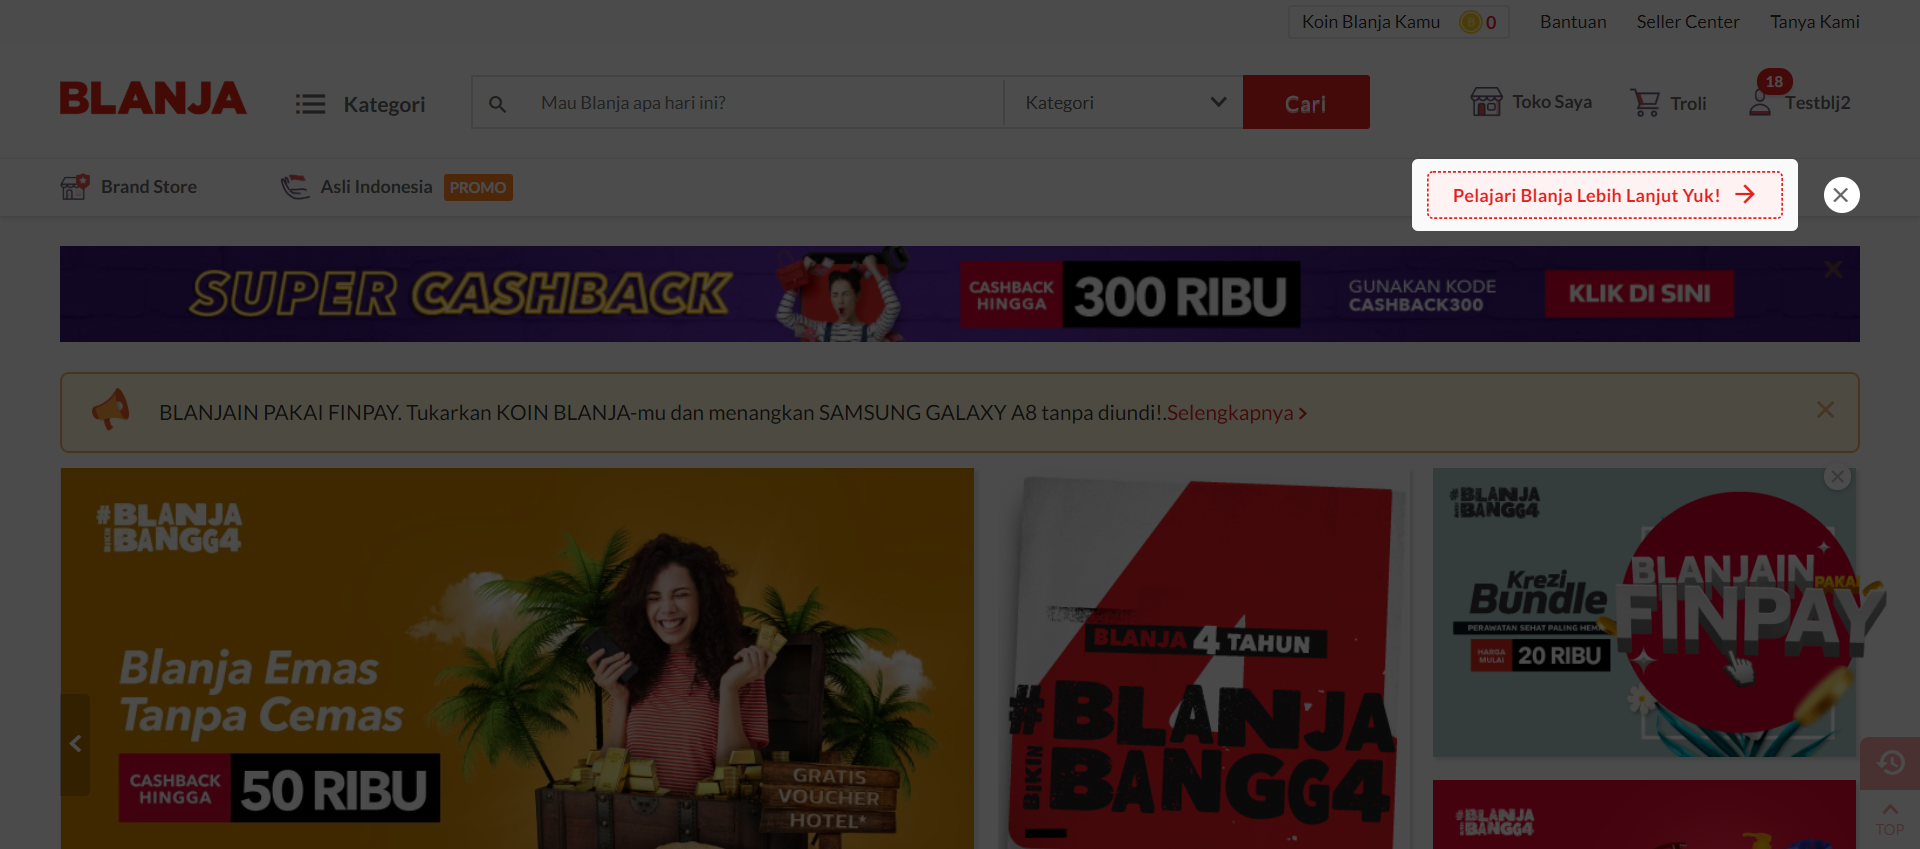 Koin Blanja Kamu 0 Bantuan Seller Center Tanya Kami
BLANJA Kategori Mau Blanja apa hari ini? Kategori Cari Toko Saya Troli 18 Testblj2
Brand Store Asli Indonesia PROMO
Pelajari Blanja Lebih Lanjut Yuk!
SUPER CASHBACK
CASHBACK
HINGGA
300 RIBU
GUNAKAN KODE
CASHBACK300
KLIK DI SINI
BLANJAIN PAKAI FINPAY. Tukarkan KOIN BLANJA-mu dan menangkan SAMSUNG GALAXY A8 tanpa diundi!.Selengkapnya
#BLANJA
BIKIN BANGG4
Blanja Emas
Tanpa Cemas
CASHBACK
HINGGA
50 RIBU
GRATIS
VOUCHER
HOTEL*
BLANJA 4 TAHUN
#BLANJA
BIKIN BANGG4
#BLANJA
BIKIN BANGG4
Krezi
Bundle
PERAWATAN SEHAT PALING HEMA
HARGA
MULAI
20 RIBU
BLANJAIN
PAKAI
FINPAY
#BLANJA
BIKIN BANGG4
TOP